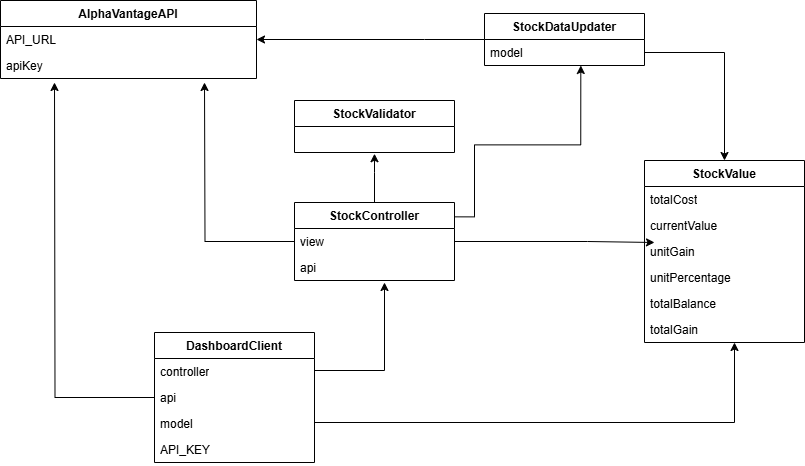 AlphaVantageAPI
API_URL
apiKey
StockDataUpdater
model
StockValidator
StockValue
totalCost
currentValue
unitGain
unitPercentage
totalBalance
totalGain
StockController
view
api
DashboardClient
controller
api
model
API_KEY